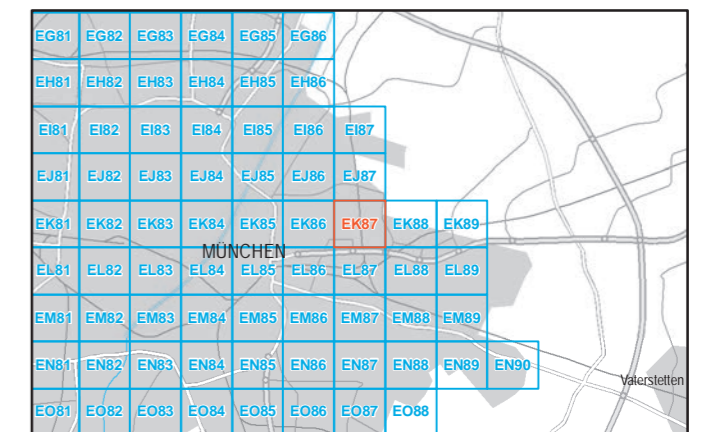 EG81 EG82 EG83 EG84 EG85 EG86
EH81 EH82 EH83 EH84 EH85 EH86
EI81 EI82 EI83 EI84 EI85 EI86 EI87
EJ81 EJ82 EJ83 EJ84 EJ85 EJ86 EJ87
EK81 EK82 EK83 EK84 EK85 EK86 EK87 EK88 EK89
MÜNCHEN
EL81 EL82 EL83 EL84 EL85 EL86 EL87 EL88 EL89
EM81 EM82 EM83 EM84 EM85 EM86 EM87 EM88 EM89
EN81 EN82 EN83 EN84 EN85 EN86 EN87 EN88 EN89 EN90
Vaterstetten
EO81 EO82 EO83 EO84 EO85 EO86 EO87 EO88